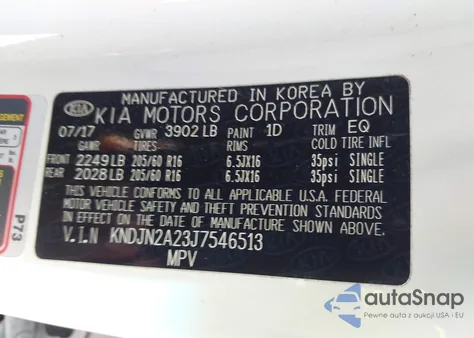 MANUFACTURED IN KOREA BY
KIA KIA MOTORS CORPORATION
07/17 GVWR 3902 LB PAINT 1D TRIM EQ
GAWR TIRES RIMS COLD TIRE INFL
FRONT 2249 LB 205/60 R16 6.5JX16 35psi SINGLE
REAR 2028 LB 205/60 R16 6.5JX16 35psi SINGLE
THIS VEHICLE CONFORMS TO ALL APPLICABLE U.S.A. FEDERAL
MOTOR VEHICLE SAFETY AND THEFT PREVENTION STANDARDS
IN EFFECT ON THE DATE OF MANUFACTURE SHOWN ABOVE.
V.I.N KNDJN2A23J7546513
MPV
P73
autoSnap
Pewne auta z aukcji USA i EU